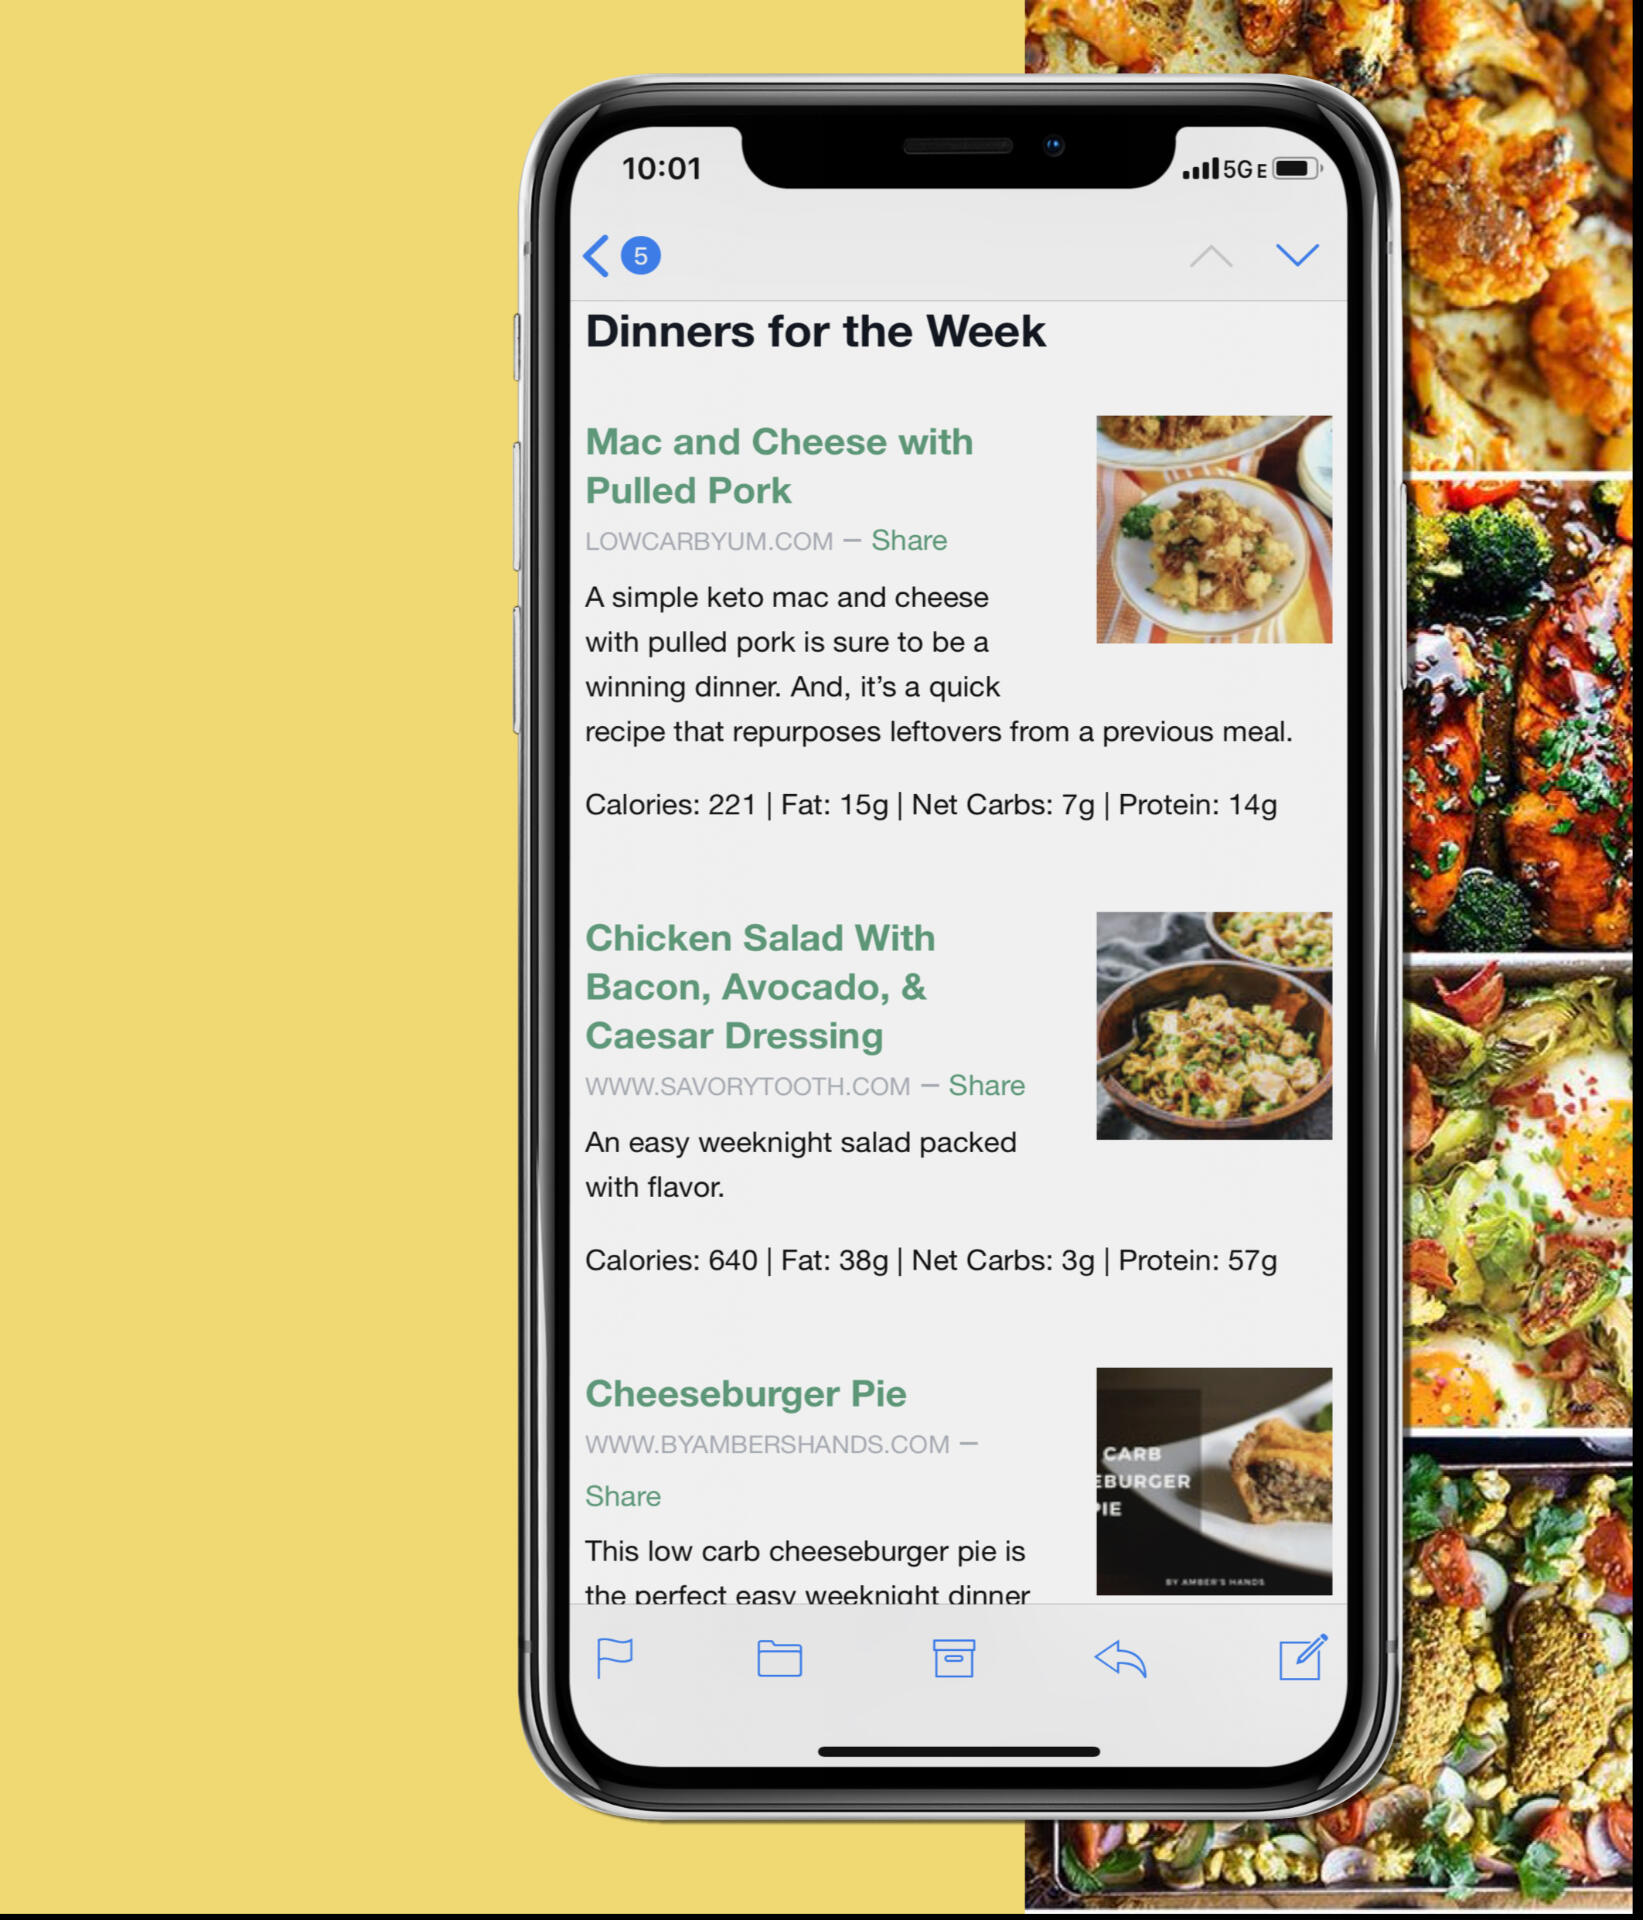 10:01
5G E
5
Dinners for the Week
Mac and Cheese with
Pulled Pork
LOWCARBYUM.COM — Share
A simple keto mac and cheese
with pulled pork is sure to be a
winning dinner. And, it’s a quick
recipe that repurposes leftovers from a previous meal.
Calories: 221 | Fat: 15g | Net Carbs: 7g | Protein: 14g
Chicken Salad With
Bacon, Avocado, &
Caesar Dressing
WWW.SAVORYTOOTH.COM — Share
An easy weeknight salad packed
with flavor.
Calories: 640 | Fat: 38g | Net Carbs: 3g | Protein: 57g
Cheeseburger Pie
WWW.BYAMBERSHANDS.COM —
Share
This low carb cheeseburger pie is
the perfect easy weeknight dinner
CARB
EBURGER
PIE
BY AMBER'S HANDS